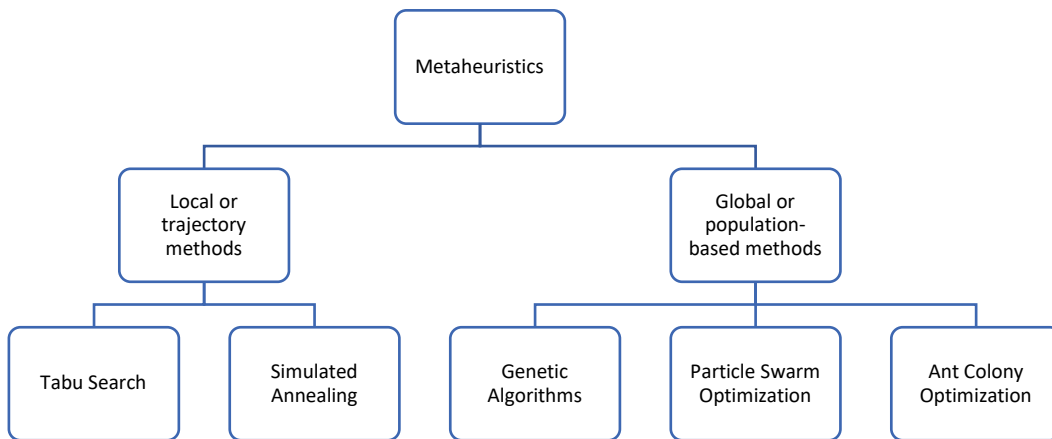 Metaheuristics
Local or
trajectory
methods
Global or
population-
based methods
Tabu Search
Simulated
Annealing
Genetic
Algorithms
Particle Swarm
Optimization
Ant Colony
Optimization